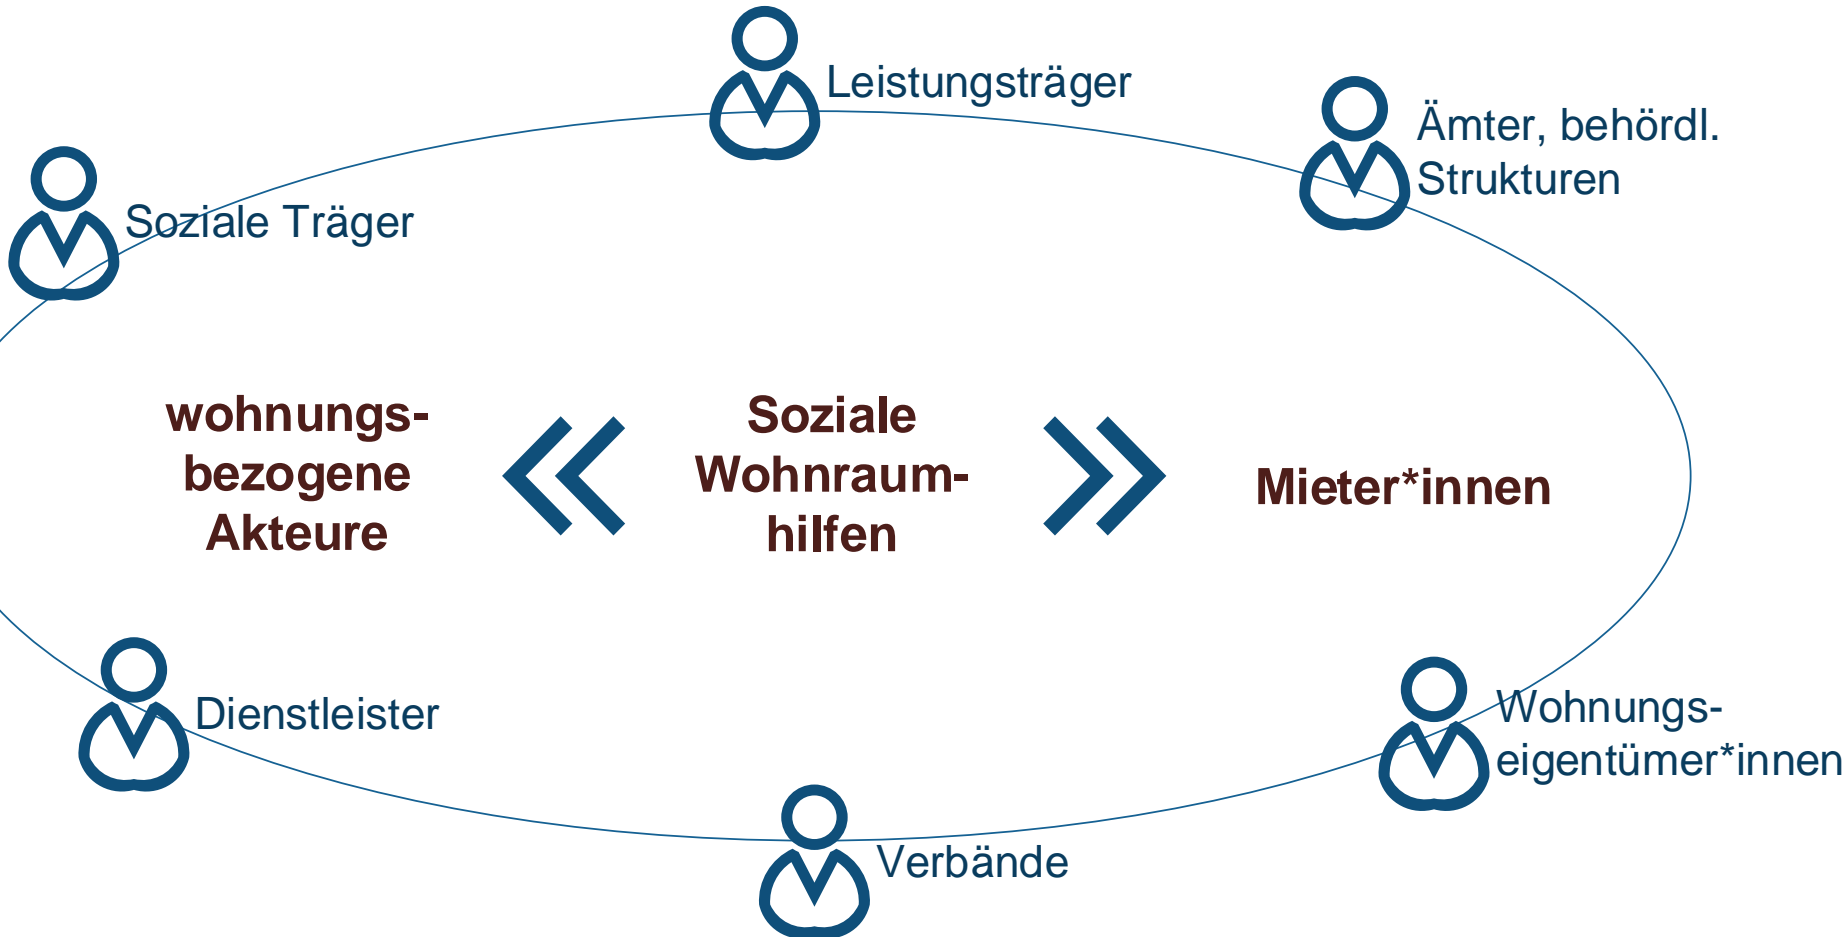 Leistungsträger
Ämter, behördl.
Strukturen
Soziale Träger
wohnungs-
bezogene
Akteure
Soziale
Wohnraum-
hilfen
Mieter*innen
Dienstleister
Wohnungs-
eigentümer*innen
Verbände